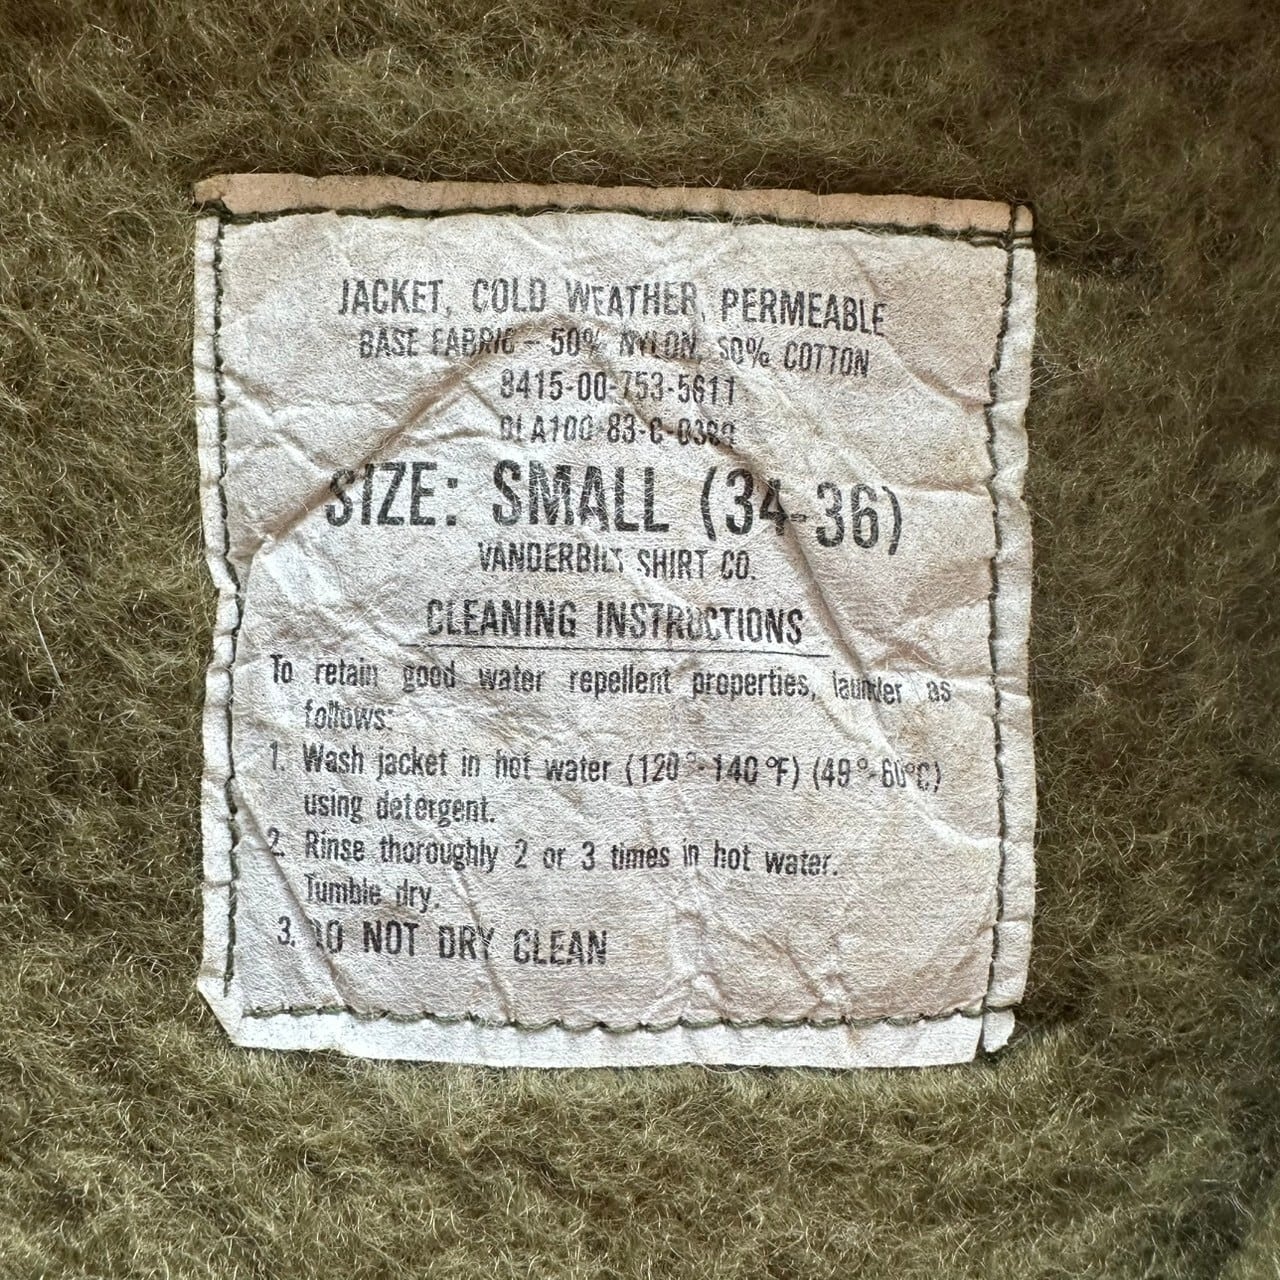 JACKET, COLD WEATHER, PERMEABLE
BASE FABRIC - 50% NYLON, 50% COTTON
8415-00-753-5611
DLA100-83-C-0389
SIZE: SMALL (34-36)
VANDERBILT SHIRT CO.
CLEANING INSTRUCTIONS
To retain good water repellent properties, launder as
follows:
1. Wash jacket in hot water (120°-140°F) (49°-60°C)
using detergent.
2. Rinse thoroughly 2 or 3 times in hot water.
Tumble dry.
3. DO NOT DRY CLEAN